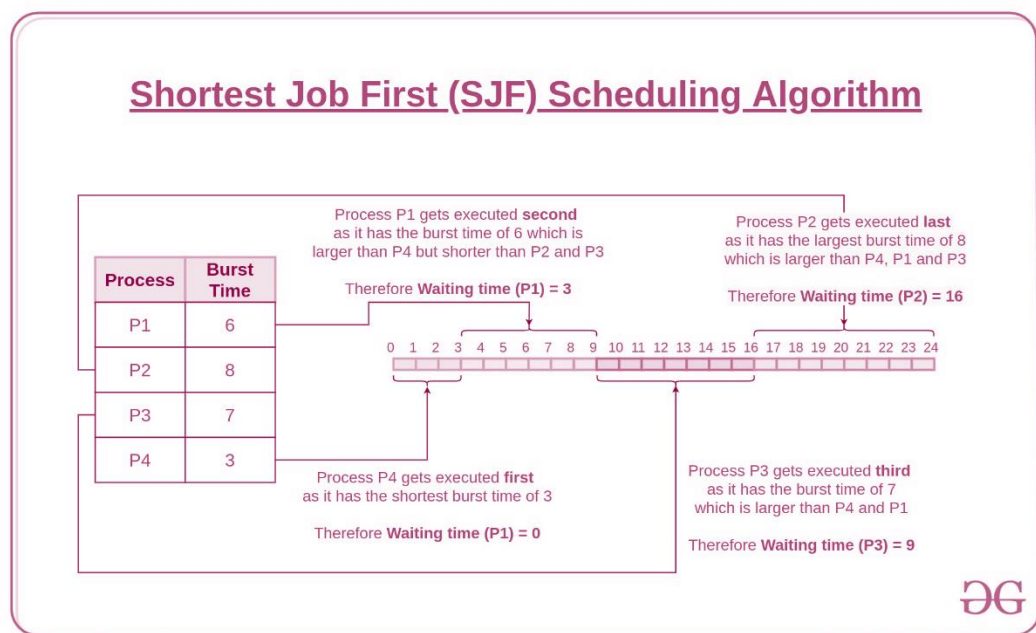 Shortest Job First (SJF) Scheduling Algorithm
Process P1 gets executed second
as it has the burst time of 6 which is
larger than P4 but shorter than P2 and P3
Therefore Waiting time (P1) = 3
Process P2 gets executed last
as it has the largest burst time of 8
which is larger than P4, P1 and P3
Therefore Waiting time (P2) = 16
Process Burst Time
P1 6
P2 8
P3 7
P4 3
0 1 2 3 4 5 6 7 8 9 10 11 12 13 14 15 16 17 18 19 20 21 22 23 24
Process P4 gets executed first
as it has the shortest burst time of 3
Therefore Waiting time (P1) = 0
Process P3 gets executed third
as it has the burst time of 7
which is larger than P4 and P1
Therefore Waiting time (P3) = 9